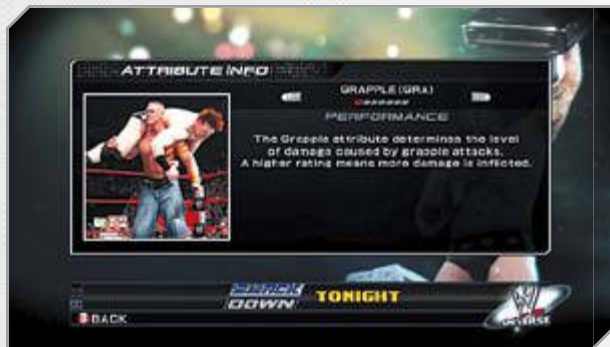 ATTRIBUTE INFO
GRAPPLE (GRA)
PERFORMANCE
The Grapple attribute determines the level
of damage caused by grapple attacks.
A higher rating means more damage is inflicted.
SMACK
DOWN
TONIGHT
W
UNIVERSE
BACK